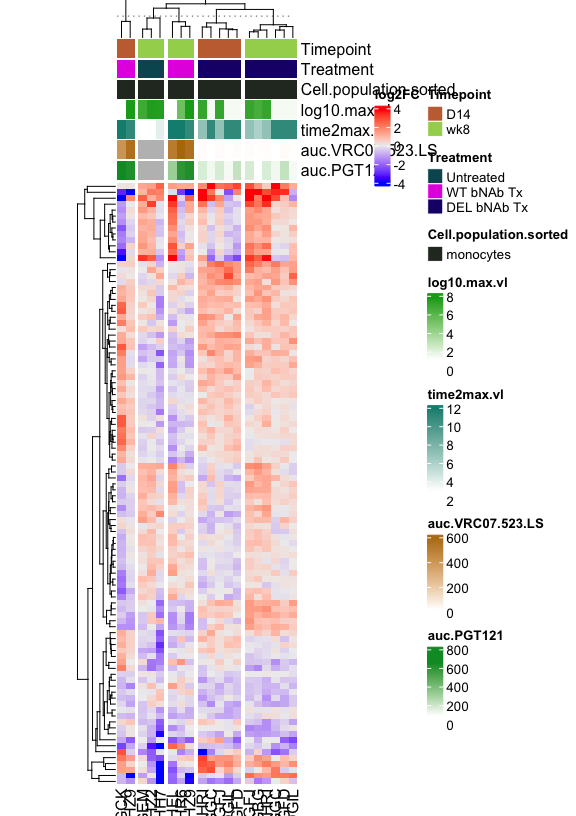 Timepoint
Treatment
Cell.population.sorted
log10.max.vl
time2max.vl
auc.VRC07.523.LS
auc.PGT121
log2FC
4
2
0
-2
-4
Timepoint
D14
wk8
Treatment
Untreated
WT bNAb Tx
DEL bNAb Tx
Cell.population.sorted
monocytes
log10.max.vl
8
6
4
2
0
time2max.vl
12
10
8
6
4
2
auc.VRC07.523.LS
600
400
200
0
auc.PGT121
800
600
400
200
0